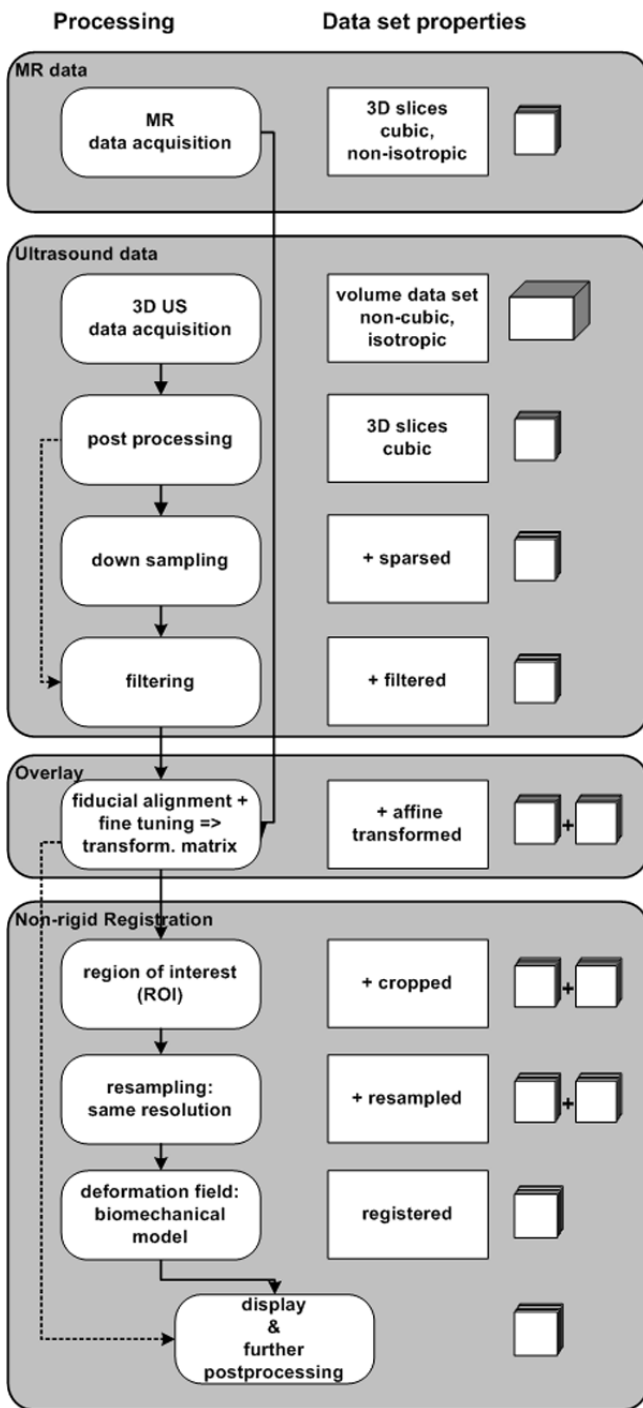 Processing
Data set properties
MR data
MR
data acquisition
3D slices
cubic,
non-isotropic
Ultrasound data
3D US
data acquisition
volume data set
non-cubic,
isotropic
post processing
3D slices
cubic
down sampling
+ sparsed
filtering
+ filtered
Overlay
fiducial alignment +
fine tuning =>
transform. matrix
+ affine
transformed
+
Non-rigid Registration
region of interest
(ROI)
+ cropped
+
resampling:
same resolution
+ resampled
+
deformation field:
biomechanical
model
registered
display
&
further
postprocessing